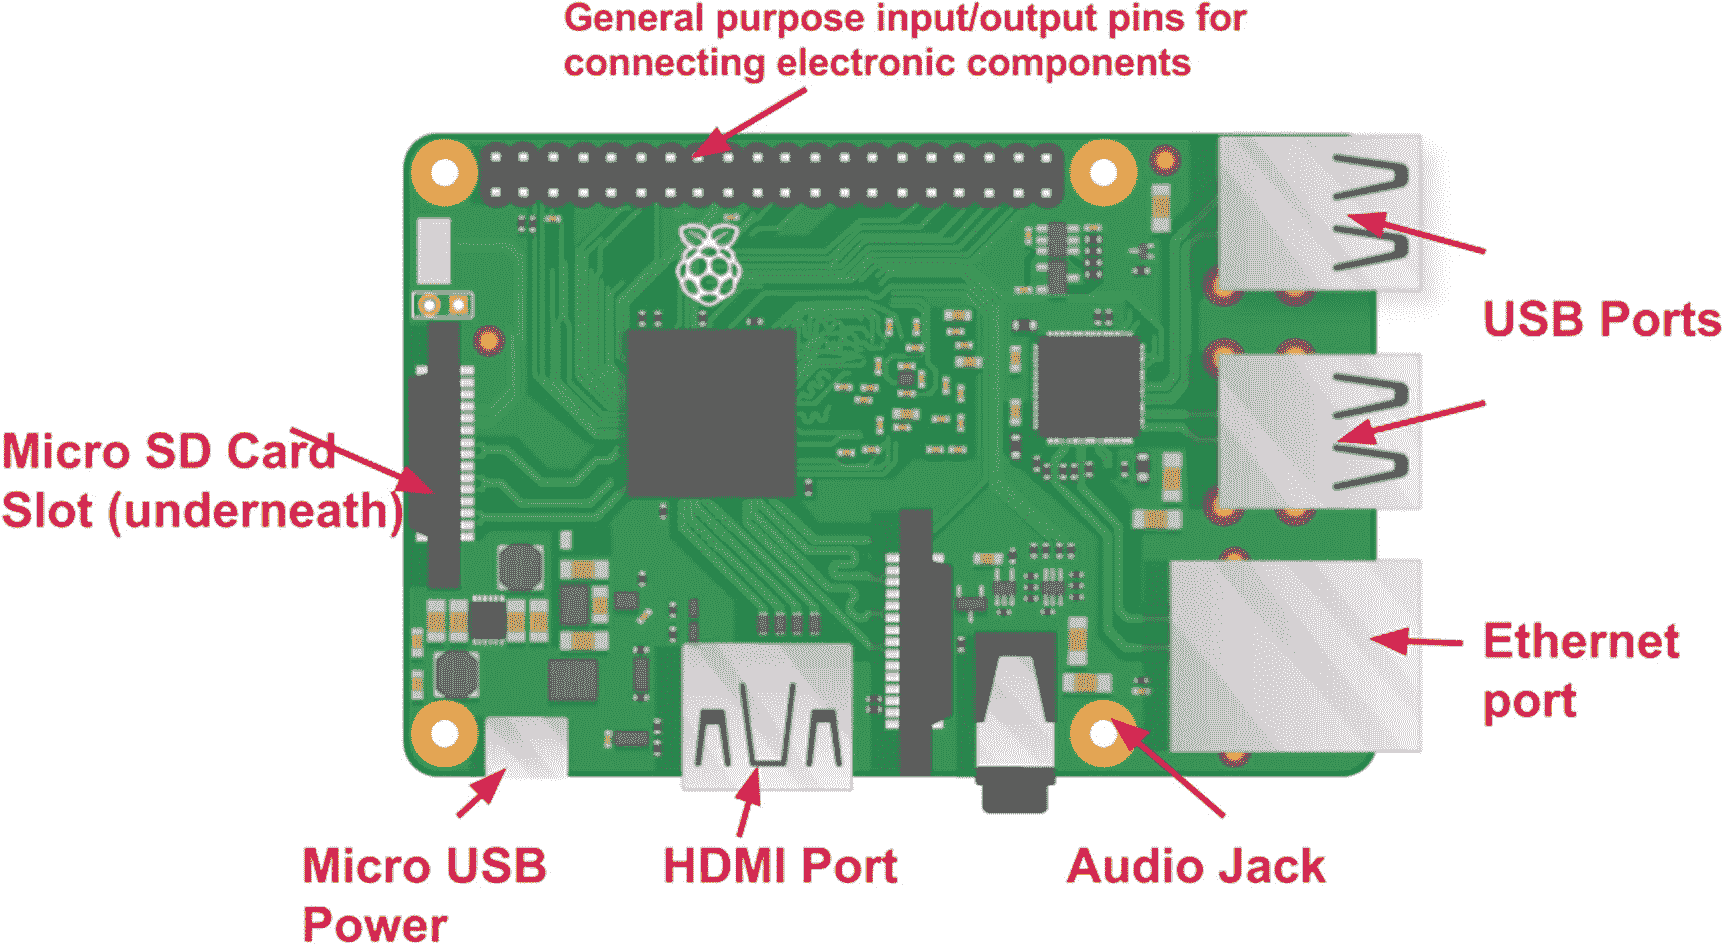 General purpose input/output pins for
connecting electronic components
USB Ports
Micro SD Card
Slot (underneath)
Ethernet
port
Micro USB
Power
HDMI Port
Audio Jack